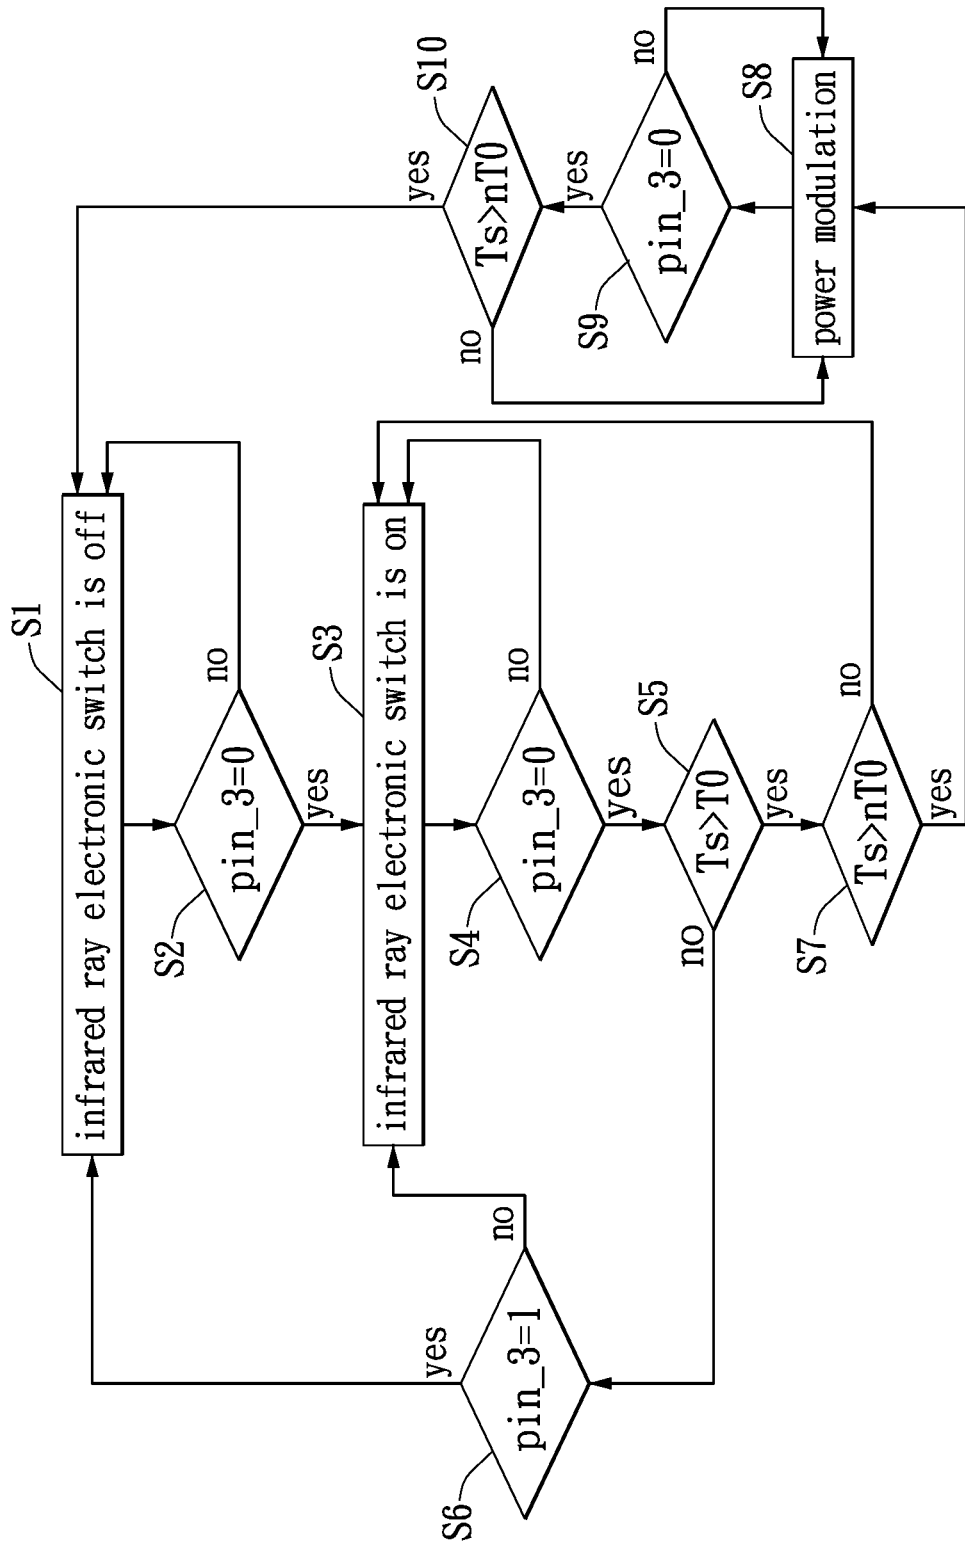 S1
infrared ray electronic switch is off
S2
pin_3=0
no
yes
S3
infrared ray electronic switch is on
S4
pin_3=0
no
yes
S5
Ts>T0
no
yes
S6
pin_3=1
yes
no
S7
Ts>nT0
no
yes
S8
power modulation
S9
pin_3=0
no
yes
S10
Ts>nT0
yes
no